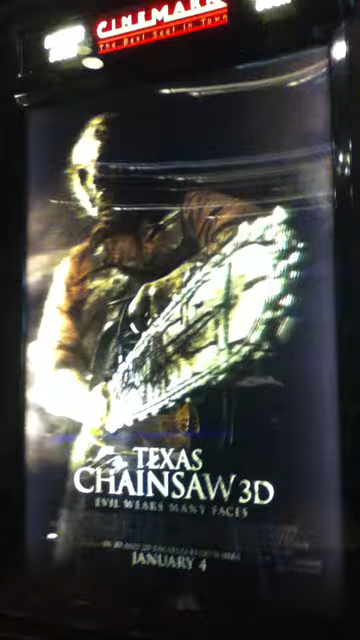 CINEMARK
The Best Seat In Town
TEXAS
CHAINSAW 3D
EVIL WEARS MANY FACES
JANUARY 4